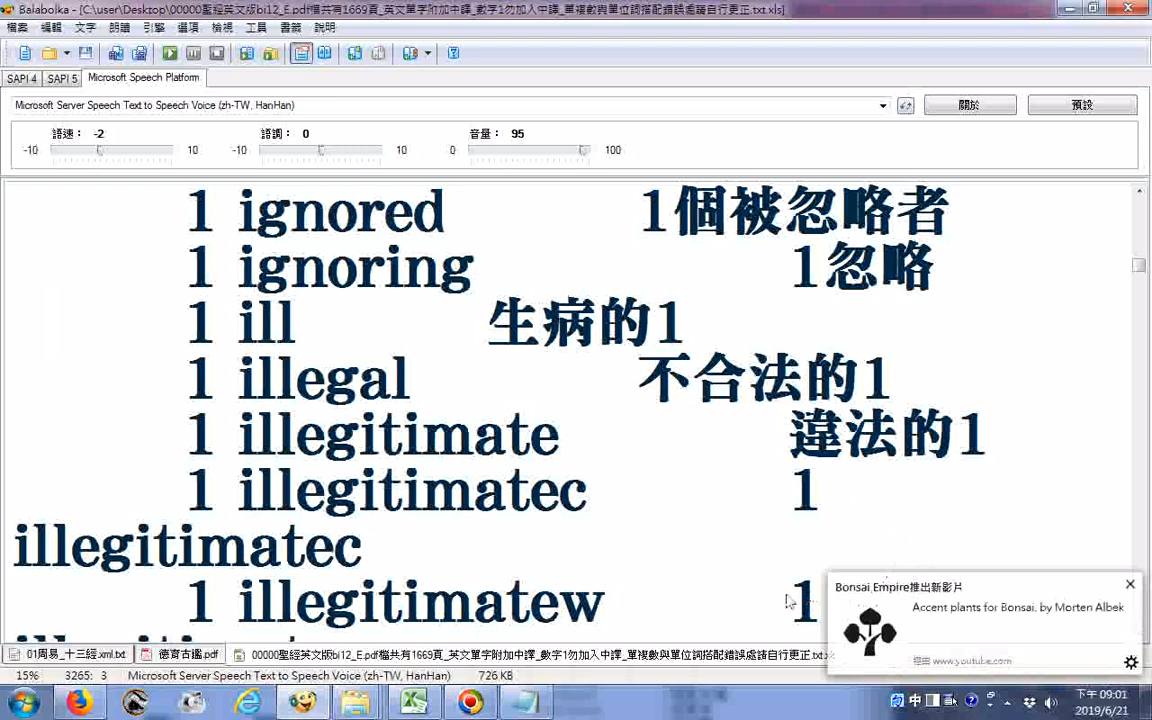 Balabolka - [C:\user\Desktop\00000聖經英文版bi12_E.pdf檔共有1669頁_英文單字附加中譯_數字1勿加入中譯_單複數與單位詞搭配錯誤處請自行更正.txt.xls]
檔案 編輯 文字 朗讀 引擎 選項 檢視 工具 書籤 說明
SAPI 4 SAPI 5 Microsoft Speech Platform
Microsoft Server Speech Text to Speech Voice (zh-TW, HanHan) 關於 預設
語速： -2 語調： 0 音量： 95
-10 10 -10 10 0 100
1 ignored 1個被忽略者
1 ignoring 1忽略
1 ill 生病的1
1 illegal 不合法的1
1 illegitimate 違法的1
1 illegitimatec 1
illegitimatec
1 illegitimatew 1
Bonsai Empire推出新影片
Accent plants for Bonsai, by Morten Albek
經由 www.youtube.com
01周易_十三經.xml.txt 德育古鑑.pdf 00000聖經英文版bi12_E.pdf檔共有1669頁_英文單字附加中譯_數字1勿加入中譯_單複數與單位詞搭配錯誤處請自行更正.txt.x
15% 3265: 3 Microsoft Server Speech Text to Speech Voice (zh-TW, HanHan) 726 KB
中
下午 09:01
2019/6/21